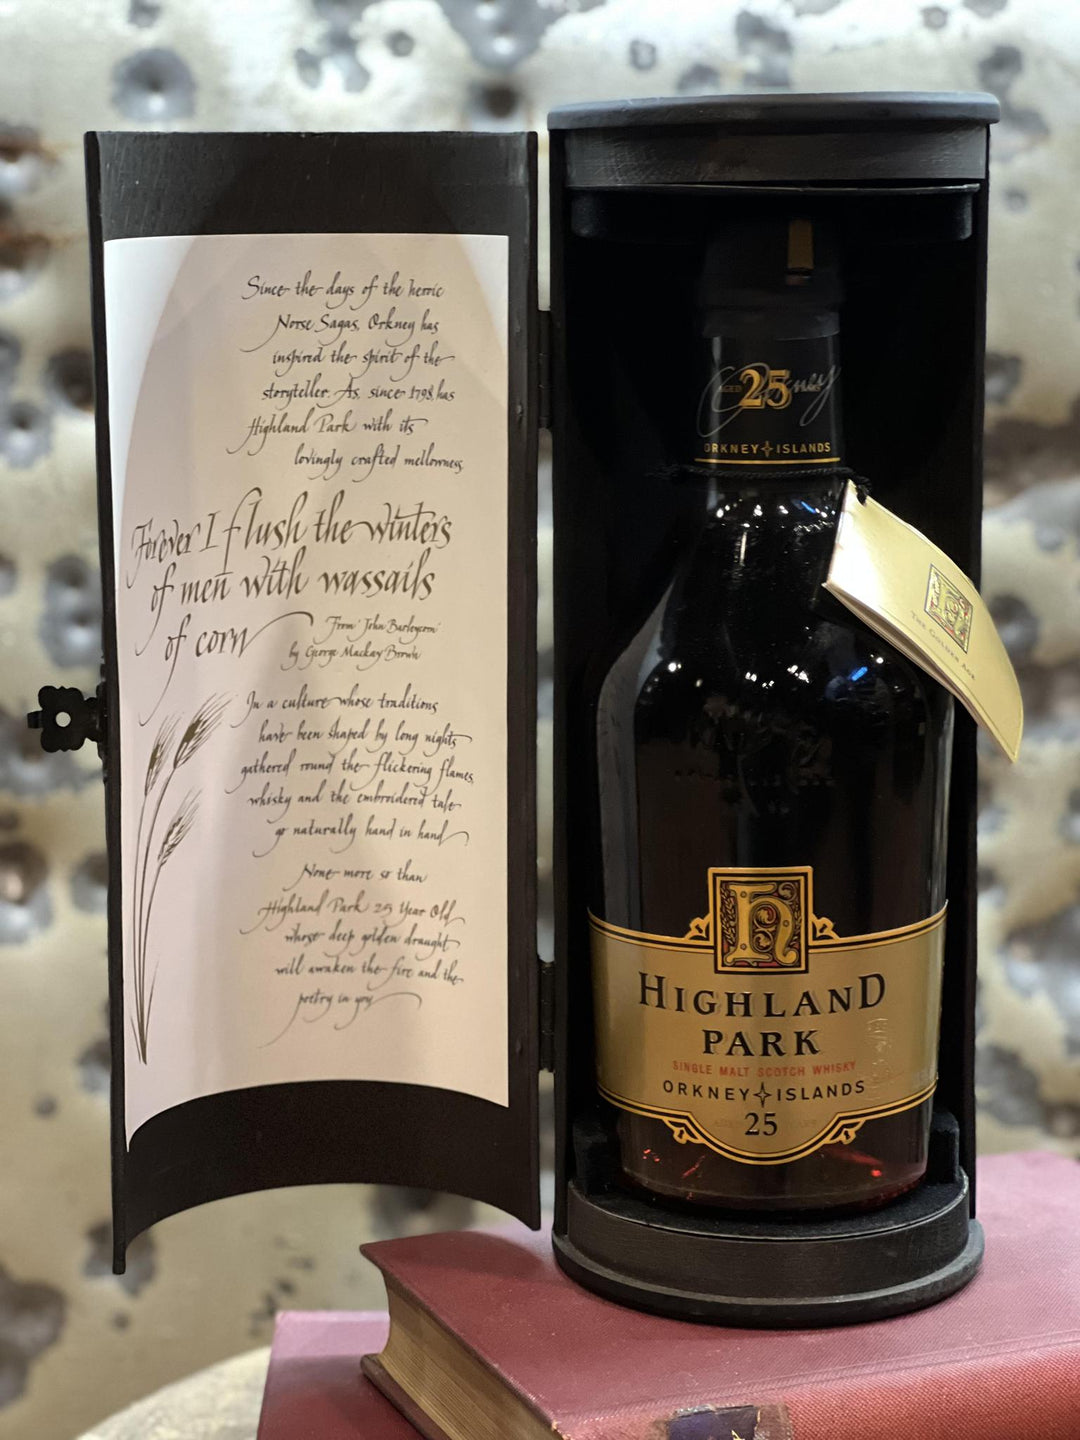 Since the days of the heroic
Norse Sagas, Orkney has
inspired the spirit of the
storyteller. As, since 1798, has
Highland Park with its
lovingly crafted mellowness.
Forever I flush the winters
of men with wassails
of corn
From 'John Barleycorn'
by George Mackay Brown
In a culture whose traditions
have been shaped by long nights
gathered round the flickering flames,
whisky and the embroidered tale
go naturally hand in hand
None more so than
Highland Park 25 Year Old,
whose deep golden draught
will awaken the fire and the
poetry in you
Orkney
AGED 25
ORKNEY ISLANDS
H
THE GOLDEN AGE
H
HIGHLAND
PARK
SINGLE MALT SCOTCH WHISKY
ORKNEY ISLANDS
25